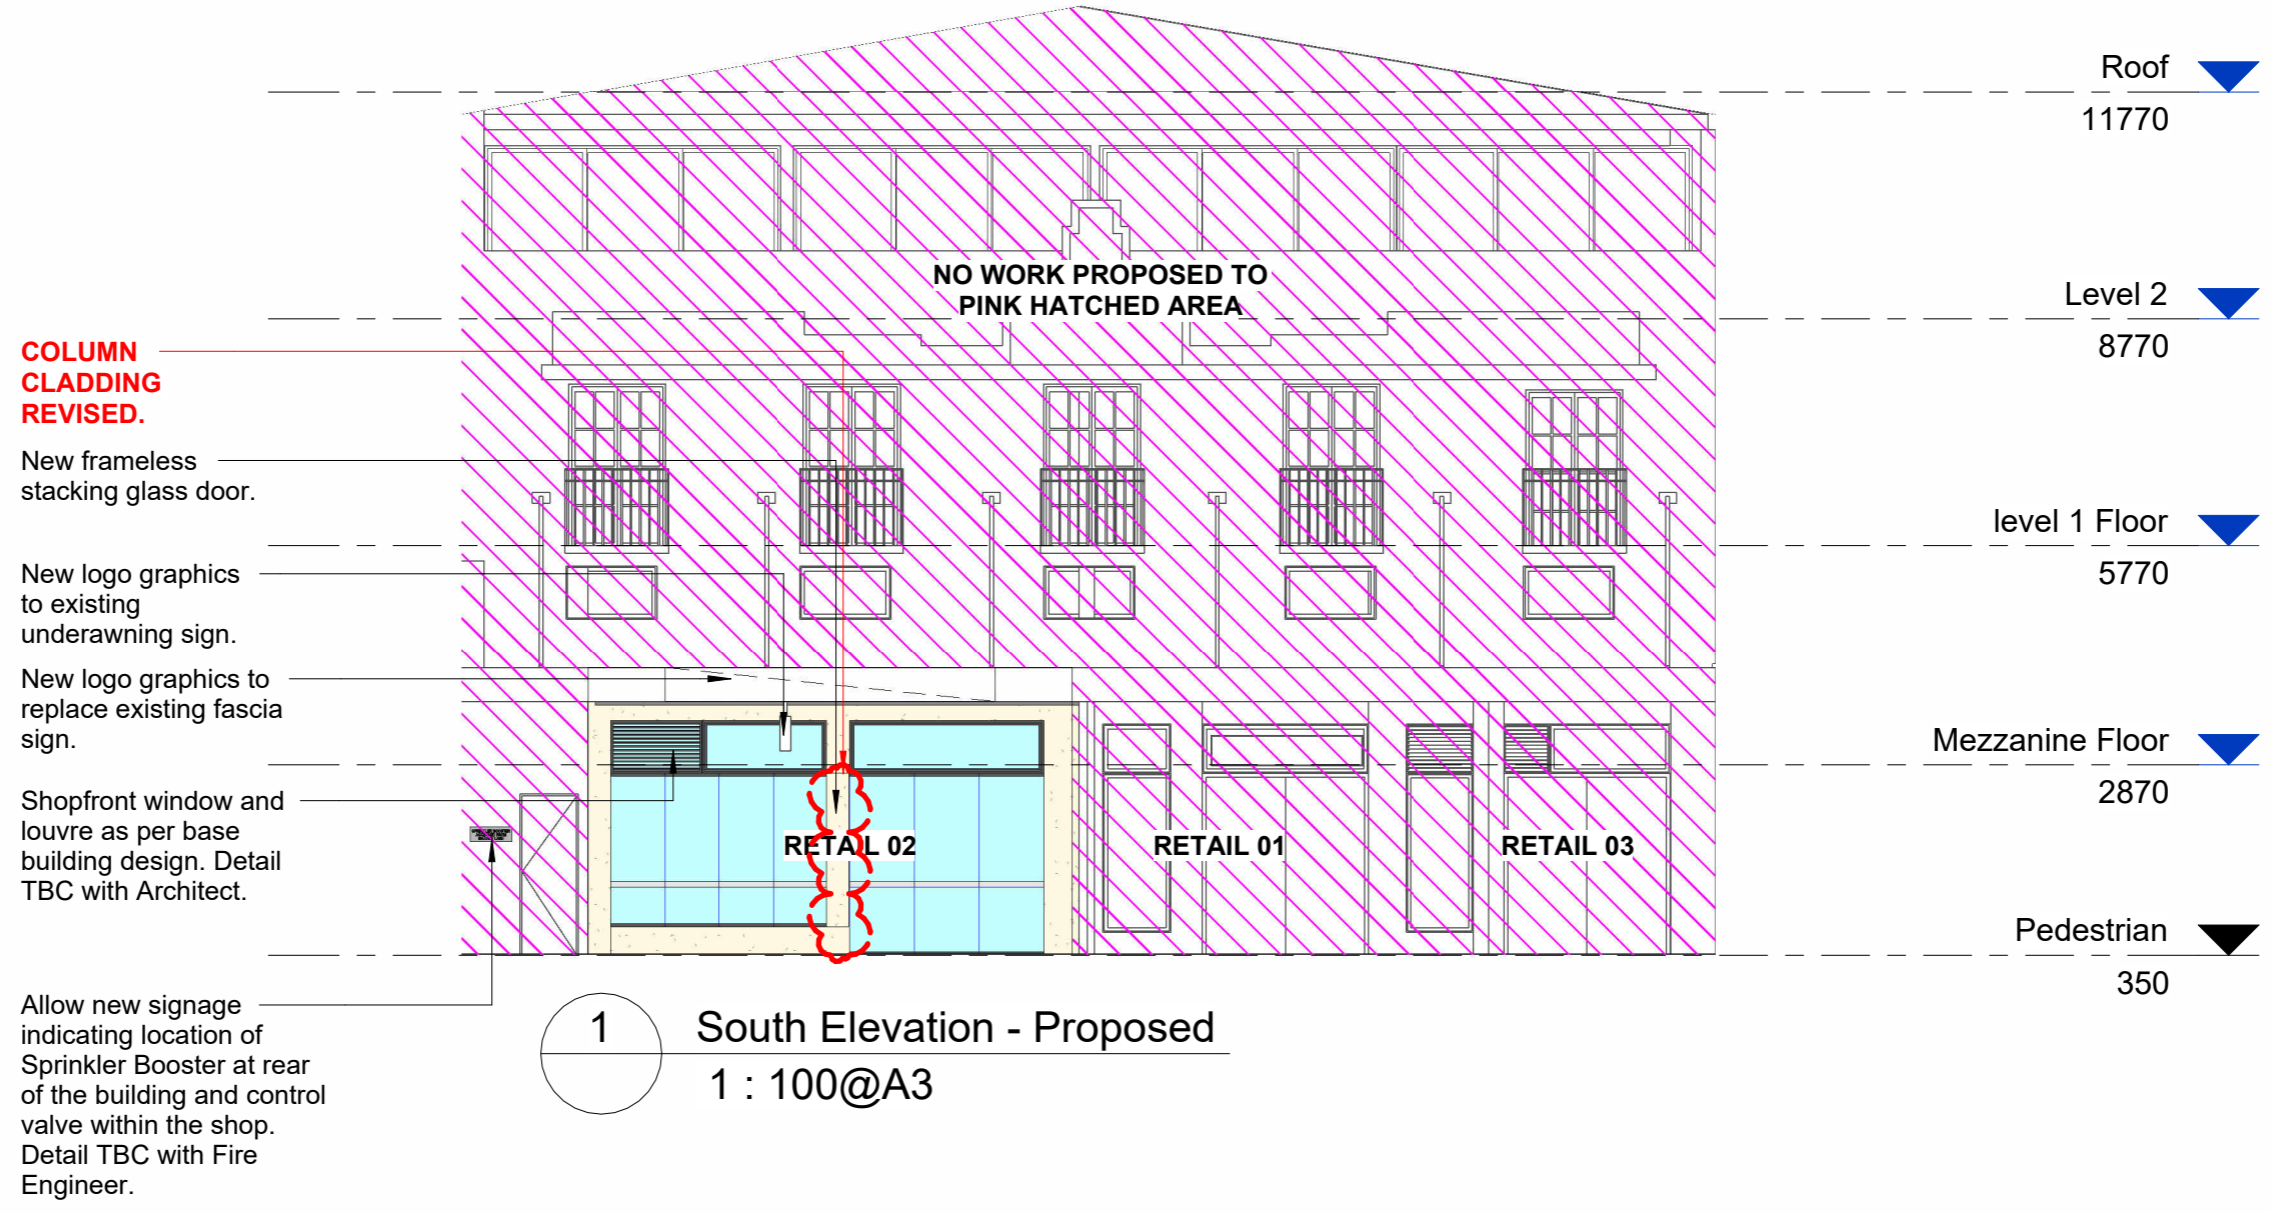 Roof
11770
NO WORK PROPOSED TO
PINK HATCHED AREA
Level 2
8770
COLUMN
CLADDING
REVISED.
New frameless
stacking glass door.
level 1 Floor
5770
New logo graphics
to existing
underawning sign.
New logo graphics to
replace existing fascia
sign.
Mezzanine Floor
2870
Shopfront window and
louvre as per base
building design. Detail
TBC with Architect.
RETAIL 02
RETAIL 01
RETAIL 03
Pedestrian
350
Allow new signage
indicating location of
Sprinkler Booster at rear
of the building and control
valve within the shop.
Detail TBC with Fire
Engineer.
1
South Elevation - Proposed
1 : 100@A3